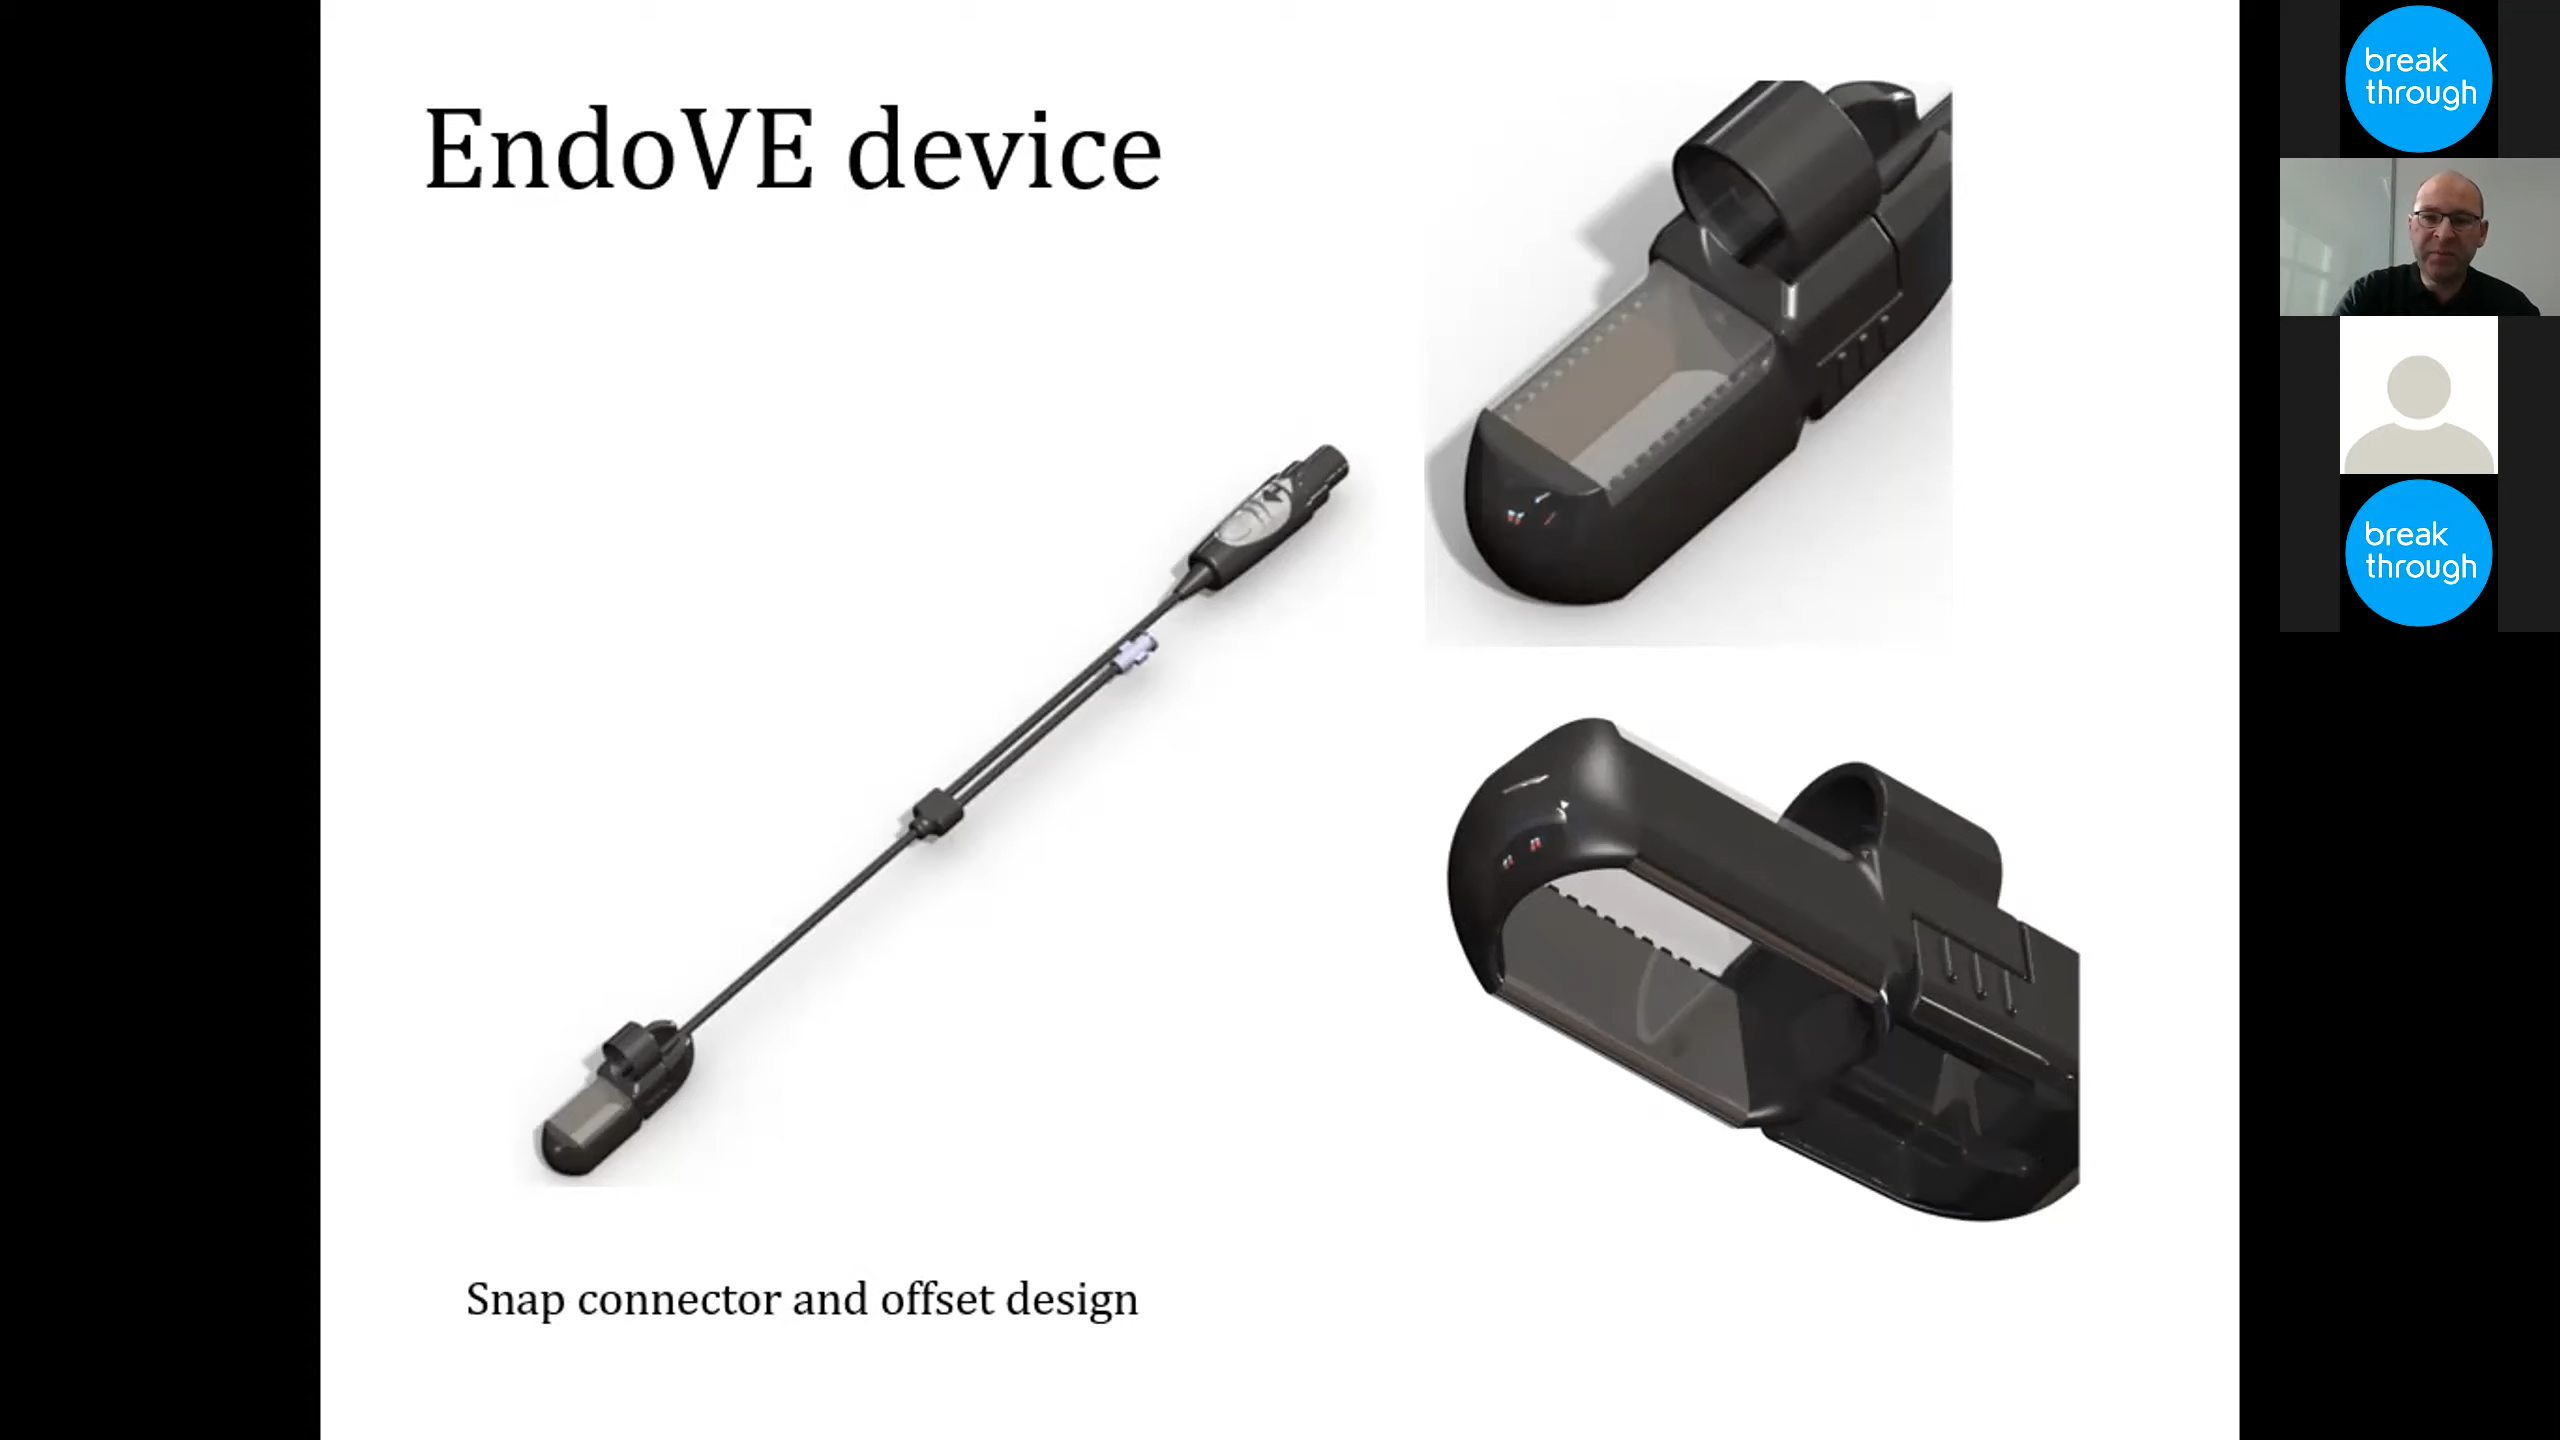 EndoVE device
Snap connector and offset design
break
through
break
through